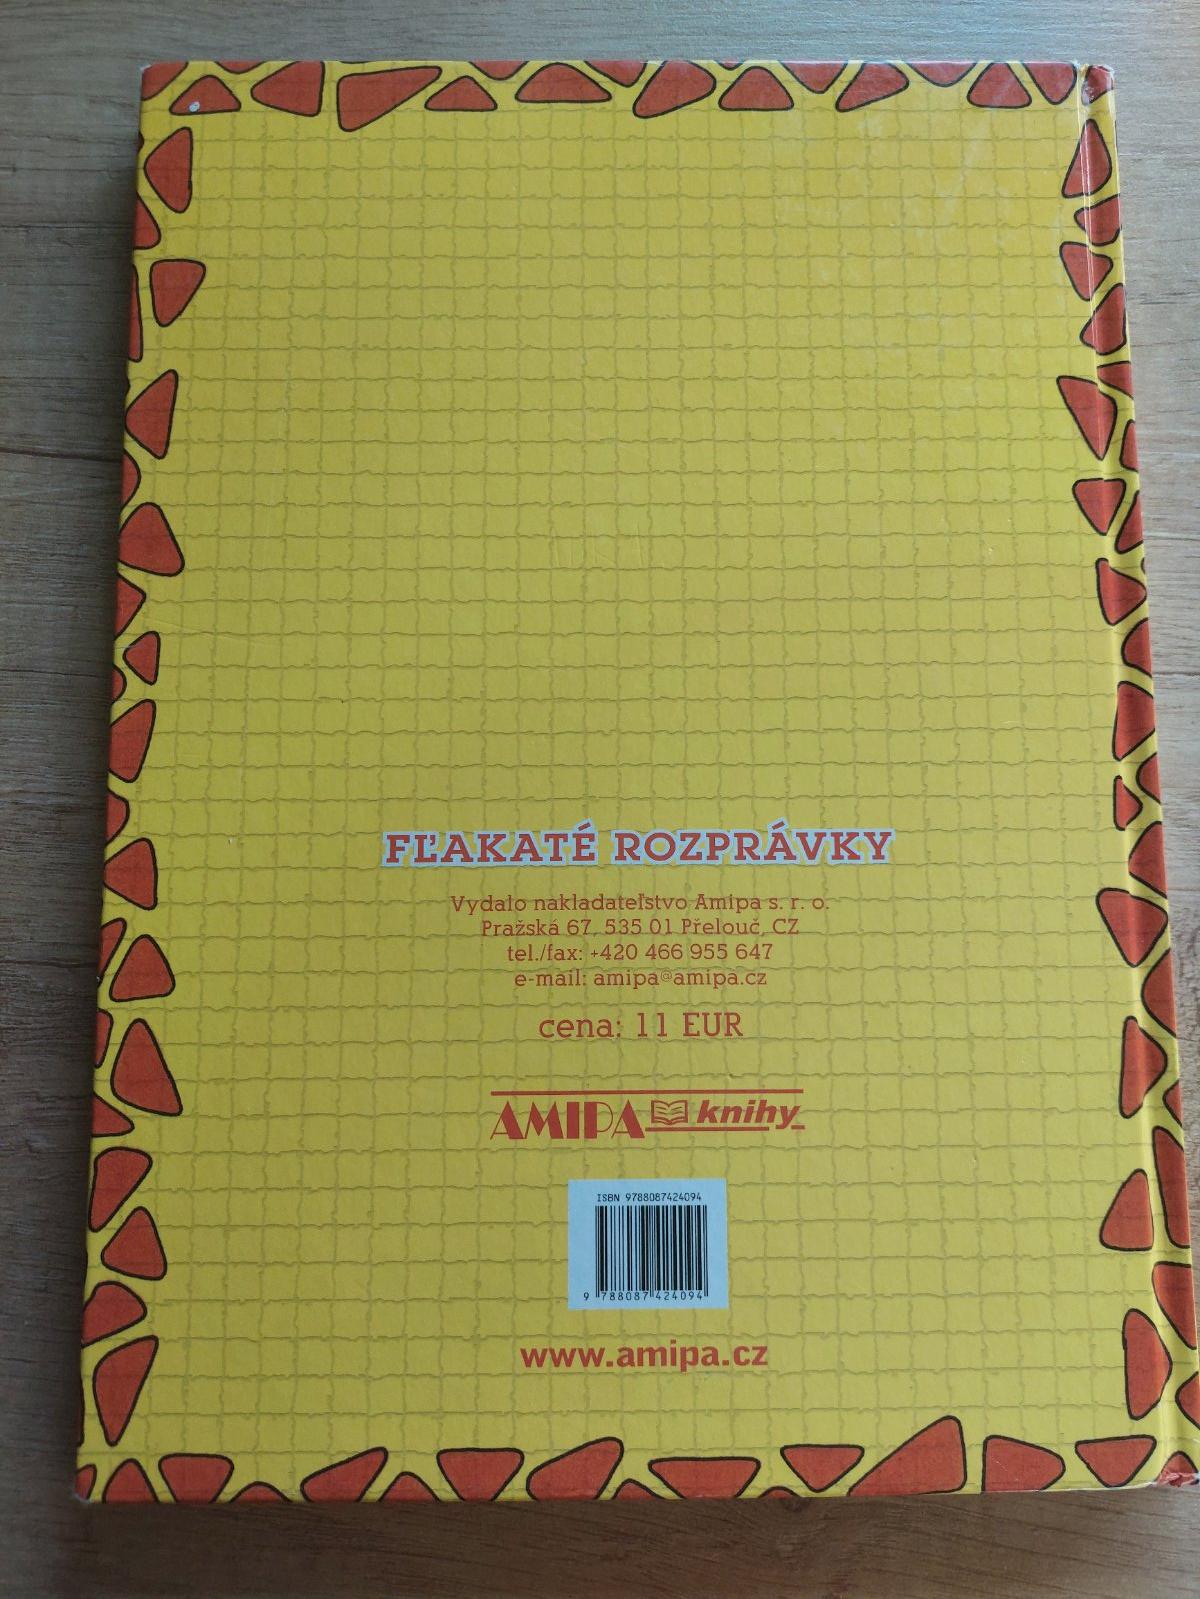 FĽAKATÉ ROZPRÁVKY
Vydalo nakladateľstvo Amipa s. r. o.
Pražská 67, 535 01 Přelouč, CZ
tel./fax: +420 466 955 647
e-mail: amipa@amipa.cz
cena: 11 EUR
AMIPA knihy
ISBN 9788087424094
9 788087 424094
www.amipa.cz